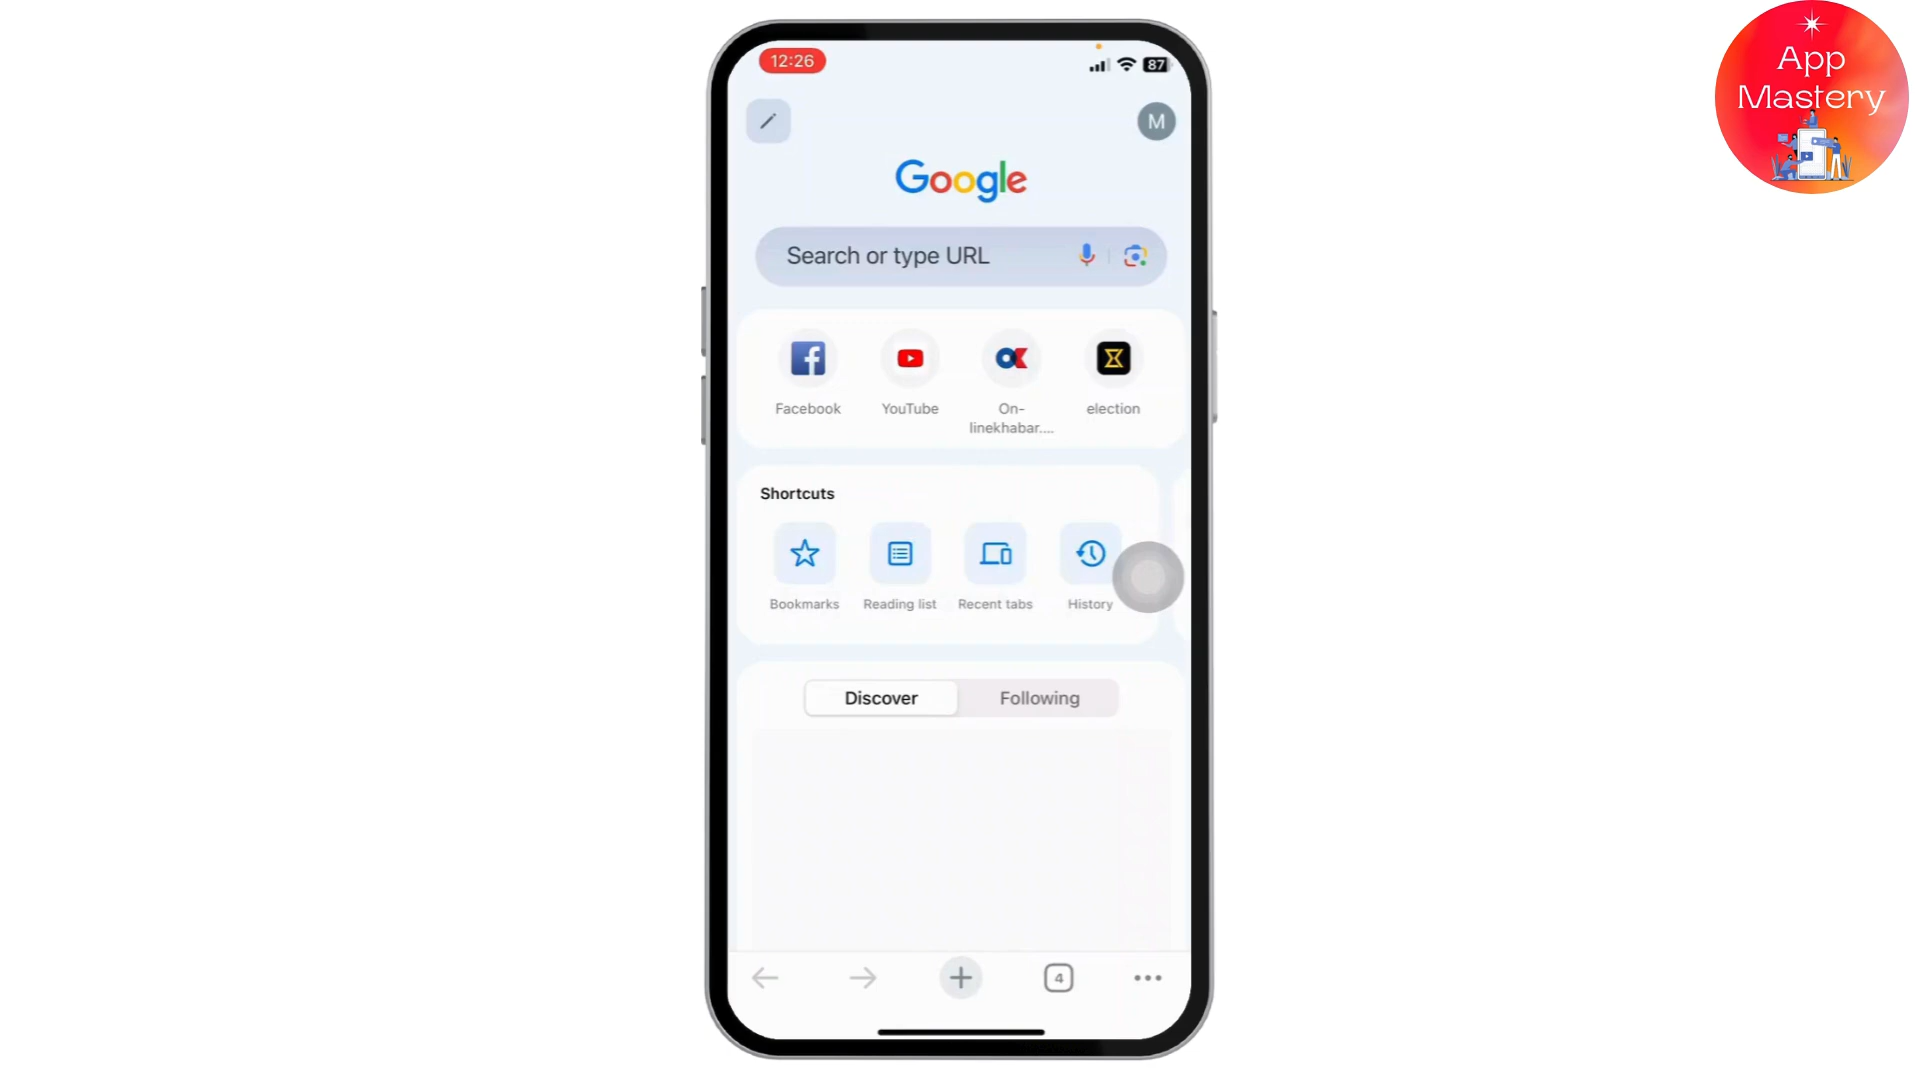 12:26
87
App
Mastery
M
Google
Search or type URL
Facebook
YouTube
On-
linekhabar....
election
Shortcuts
Bookmarks
Reading list
Recent tabs
History
Discover
Following
4